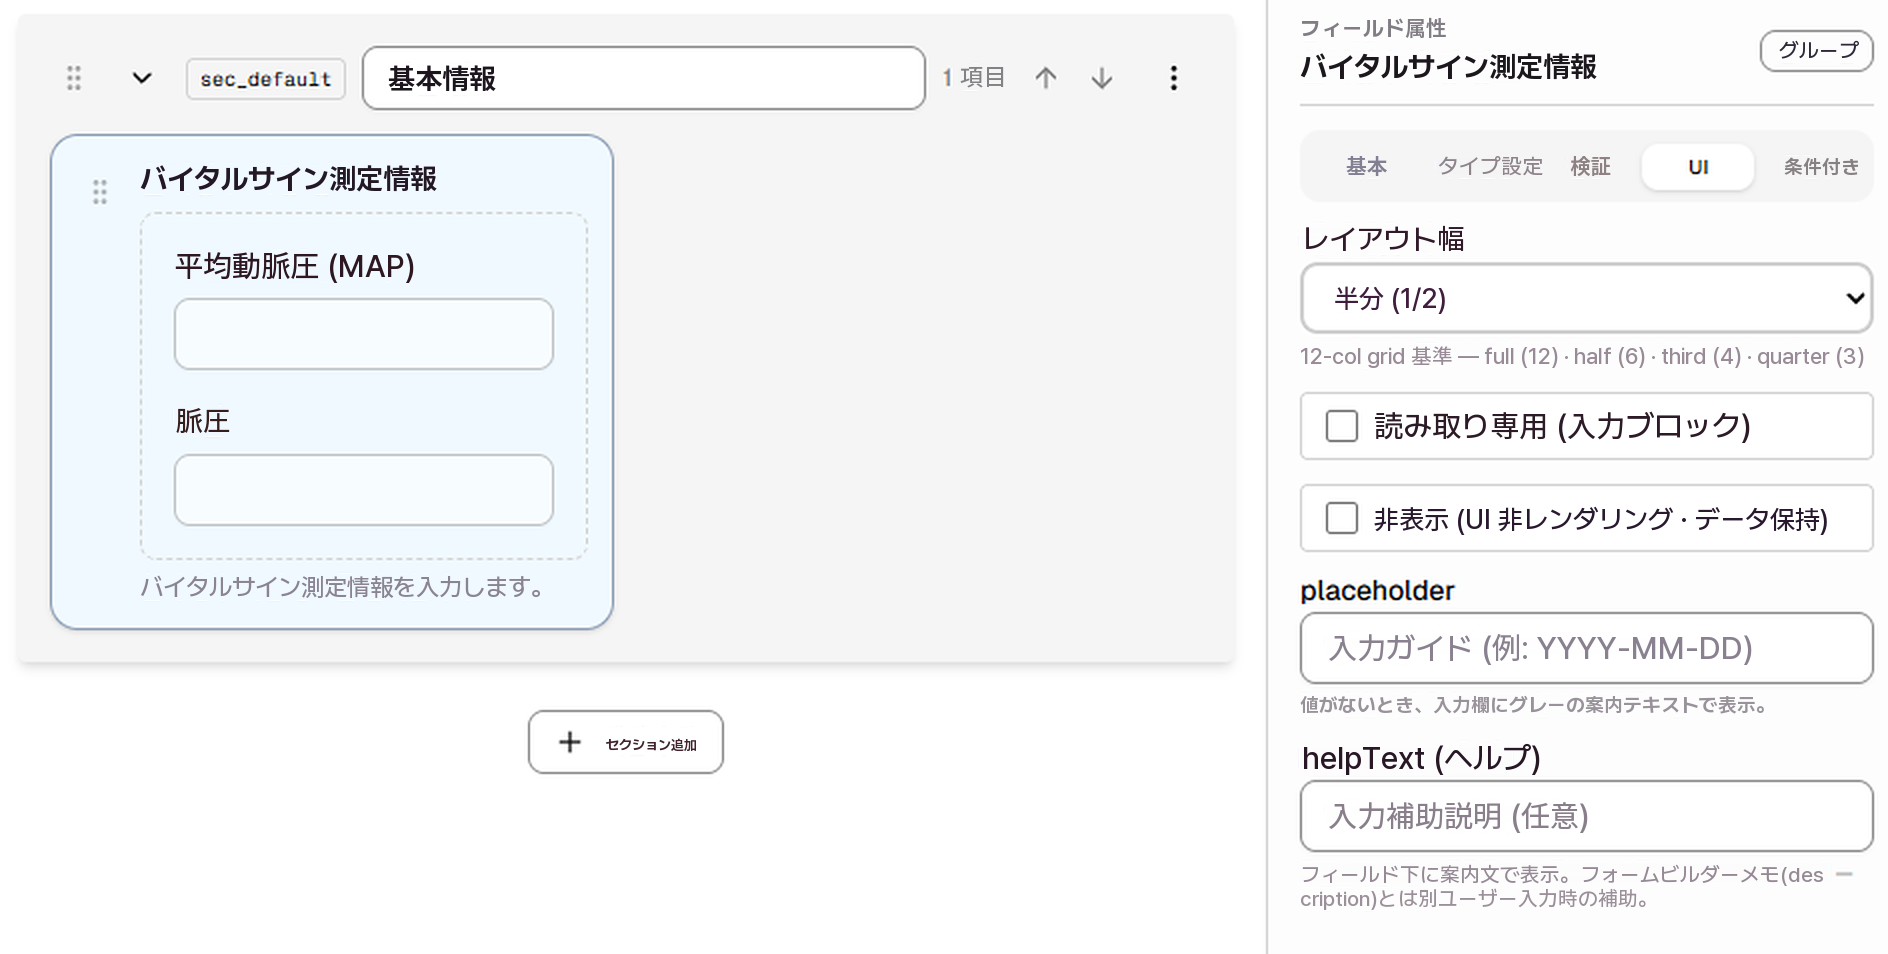 sec_default
基本情報
1 項目
バイタルサイン測定情報
平均動脈圧 (MAP)
脈圧
バイタルサイン測定情報を入力します。
+ セクション追加
フィールド属性
バイタルサイン測定情報
グループ
基本 タイプ設定 検証 UI 条件付き
レイアウト幅
半分 (1/2)
12-col grid 基準 — full (12) · half (6) · third (4) · quarter (3)
読み取り専用 (入力ブロック)
非表示 (UI 非レンダリング · データ保持)
placeholder
入力ガイド (例: YYYY-MM-DD)
値がないとき、入力欄にグレーの案内テキストで表示。
helpText (ヘルプ)
入力補助説明 (任意)
フィールド下に案内文で表示。フォームビルダーメモ(des —
cription)とは別ユーザー入力時の補助。